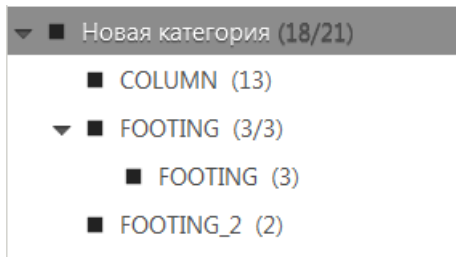 Новая категория (18/21)
COLUMN (13)
FOOTING (3/3)
FOOTING (3)
FOOTING_2 (2)